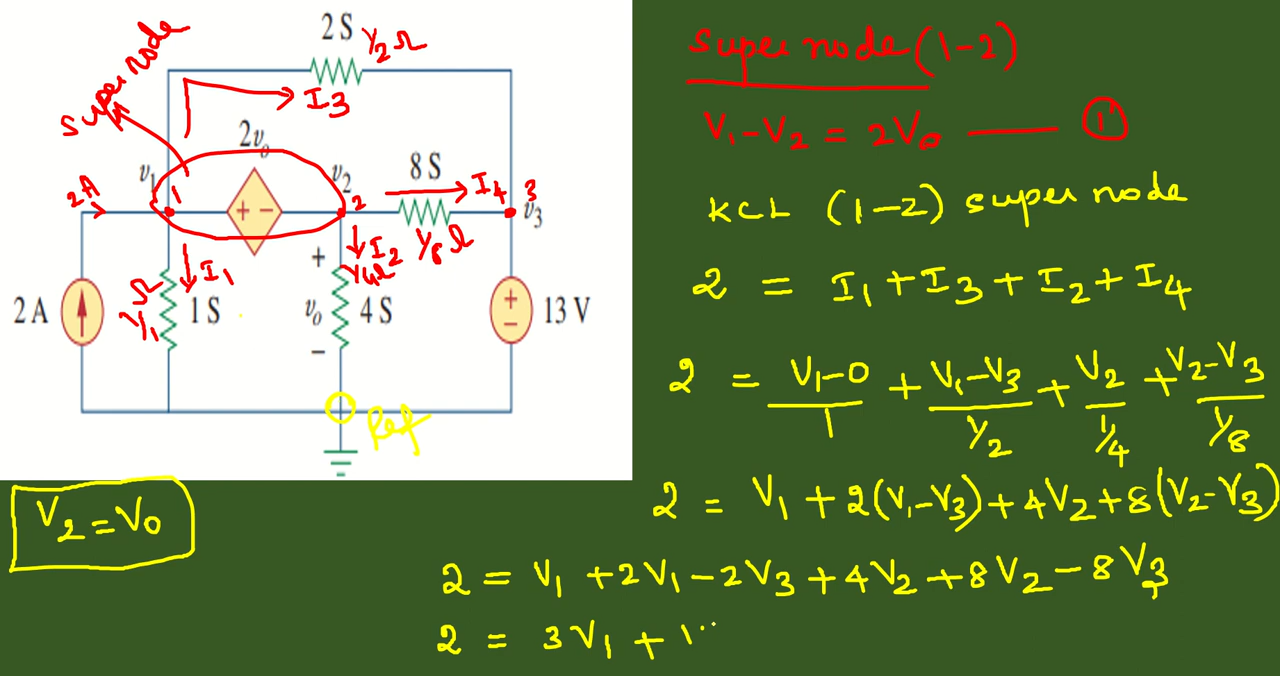 2 S 1/2 Ω
super node
I3
2v₀
v₁ 1
v₂ 2
8 S
I4 3
v₃
2A
I1
I2
1/8 Ω
1/4Ω
+
+ −
2 A
1/1 Ω
1 S
v₀
4 S
+
−
13 V
−
Ref
V2 = V0
super node (1-2)
V1 - V2 = 2V0 —— ①
KCL (1-2) super node
2 = I1 + I3 + I2 + I4
2 = V1-0/1 + V1-V3/1/2 + V2/1/4 + V2-V3/1/8
2 = V1 + 2(V1-V3) + 4V2 + 8(V2-V3)
2 = V1 + 2V1 - 2V3 + 4V2 + 8V2 - 8V3
2 = 3V1 + 1